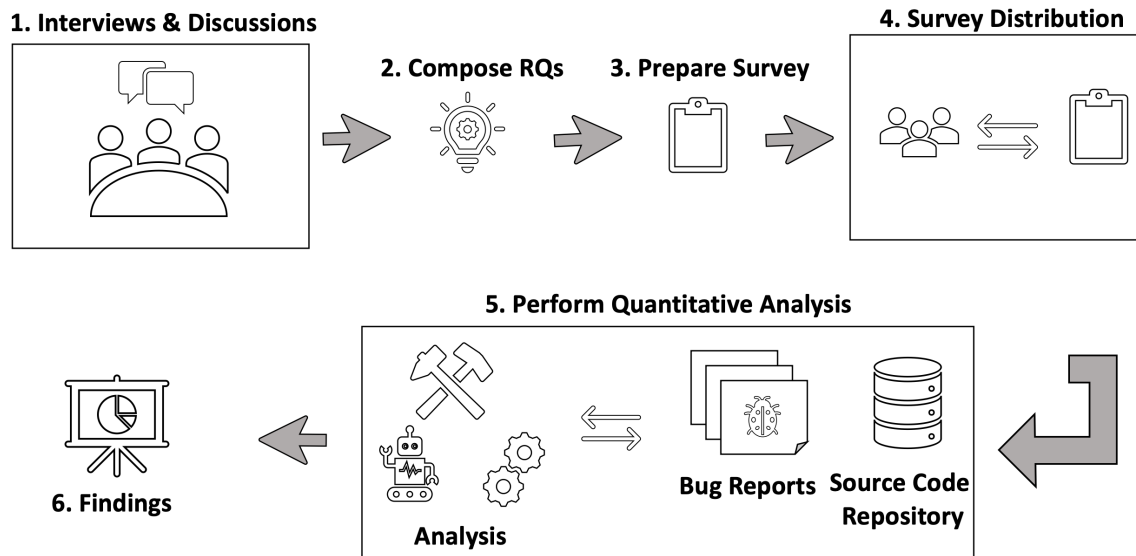 1. Interviews & Discussions
2. Compose RQs
3. Prepare Survey
4. Survey Distribution
5. Perform Quantitative Analysis
Analysis
Bug Reports
Source Code
Repository
6. Findings